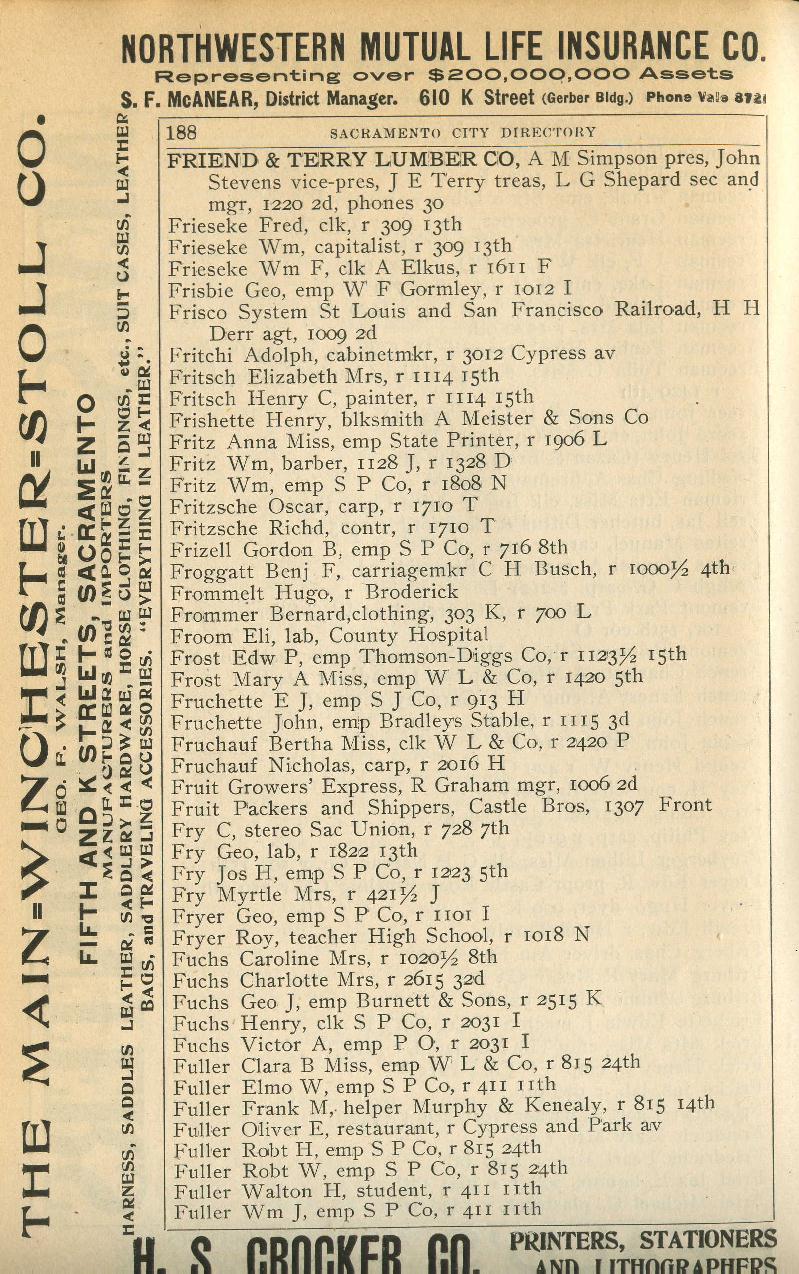 NORTHWESTERN MUTUAL LIFE INSURANCE CO.
Representing over $200,000,000 Assets
S. F. McANEAR, District Manager. 610 K Street (Gerber Bldg.) Phone Vale 872
THE MAIN=WINCHESTER=STOLL CO.
GEO. F. WALSH, Manager.
FIFTH AND K STREETS, SACRAMENTO
MANUFACTURERS and IMPORTERS
HARNESS, SADDLES LEATHER, SADDLERY HARDWARE, HORSE CLOTHING, FINDINGS, etc., SUIT CASES, LEATHER
BAGS, and TRAVELING ACCESSORIES. "EVERYTHING IN LEATHER."
188 SACRAMENTO CITY DIRECTORY
FRIEND & TERRY LUMBER CO, A M Simpson pres, John
Stevens vice-pres, J E Terry treas, L G Shepard sec and
mgr, 1220 2d, phones 30
Frieseke Fred, clk, r 309 13th
Frieseke Wm, capitalist, r 309 13th
Frieseke Wm F, clk A Elkus, r 1611 F
Frisbie Geo, emp W F Gormley, r 1012 I
Frisco System St Louis and San Francisco Railroad, H H
Derr agt, 1009 2d
Fritchi Adolph, cabinetmkr, r 3012 Cypress av
Fritsch Elizabeth Mrs, r 1114 15th
Fritsch Henry C, painter, r 1114 15th
Frishette Henry, blksmith A Meister & Sons Co
Fritz Anna Miss, emp State Printer, r 1906 L
Fritz Wm, barber, 1128 J, r 1328 D
Fritz Wm, emp S P Co, r 1808 N
Fritzsche Oscar, carp, r 1710 T
Fritzsche Richd, contr, r 1710 T
Frizell Gordon B, emp S P Co, r 716 8th
Froggatt Benj F, carriagemkr C H Busch, r 1000½ 4th
Frommelt Hugo, r Broderick
Frommer Bernard,clothing, 303 K, r 700 L
Froom Eli, lab, County Hospital
Frost Edw P, emp Thomson-Diggs Co, r 1123½ 15th
Frost Mary A Miss, emp W L & Co, r 1420 5th
Fruchette E J, emp S J Co, r 913 H
Fruchette John, emp Bradleys Stable, r 1115 3d
Fruchauf Bertha Miss, clk W L & Co, r 2420 P
Fruchauf Nicholas, carp, r 2016 H
Fruit Growers' Express, R Graham mgr, 1006 2d
Fruit Packers and Shippers, Castle Bros, 1307 Front
Fry C, stereo Sac Union, r 728 7th
Fry Geo, lab, r 1822 13th
Fry Jos H, emp S P Co, r 1223 5th
Fry Myrtle Mrs, r 421½ J
Fryer Geo, emp S P Co, r 1101 I
Fryer Roy, teacher High School, r 1018 N
Fuchs Caroline Mrs, r 1020½ 8th
Fuchs Charlotte Mrs, r 2615 32d
Fuchs Geo J, emp Burnett & Sons, r 2515 K
Fuchs Henry, clk S P Co, r 2031 I
Fuchs Victor A, emp P O, r 2031 I
Fuller Clara B Miss, emp W L & Co, r 815 24th
Fuller Elmo W, emp S P Co, r 411 11th
Fuller Frank M, helper Murphy & Kenealy, r 815 14th
Fuller Oliver E, restaurant, r Cypress and Park av
Fuller Robt H, emp S P Co, r 815 24th
Fuller Robt W, emp S P Co, r 815 24th
Fuller Walton H, student, r 411 11th
Fuller Wm J, emp S P Co, r 411 11th
H. S. CROCKER CO. PRINTERS, STATIONERS
AND LITHOGRAPHERS